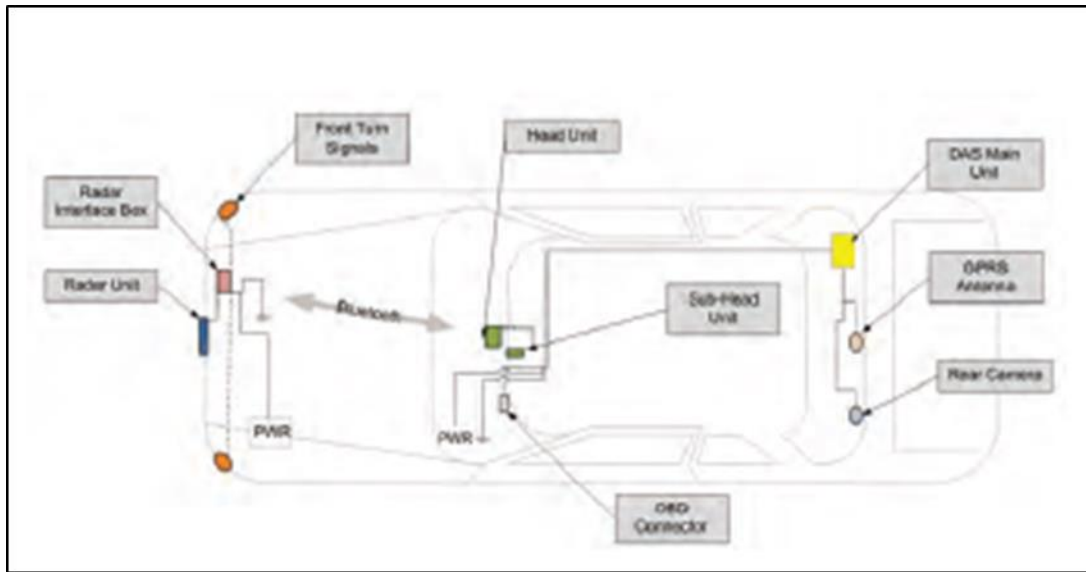 Front Turn
Signals
Head Unit
DAS Main
Unit
Radar
Interface Box
Radar Unit
GPRS
Antenna
Bluetooth
Sub-Head
Unit
Rear Camera
PWR
PWR
OBD
Connector